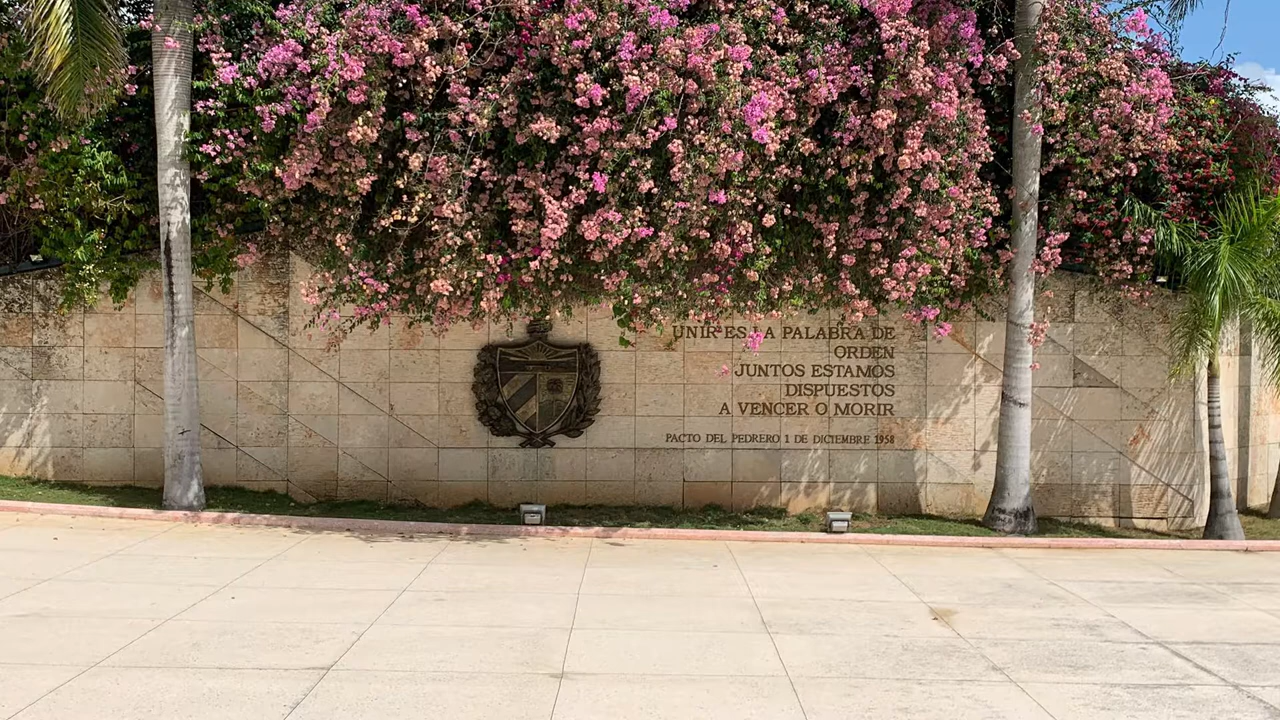 UNIR ES LA PALABRA DE
ORDEN
JUNTOS ESTAMOS
DISPUESTOS
A VENCER O MORIR
PACTO DEL PEDRERO 1 DE DICIEMBRE 1958